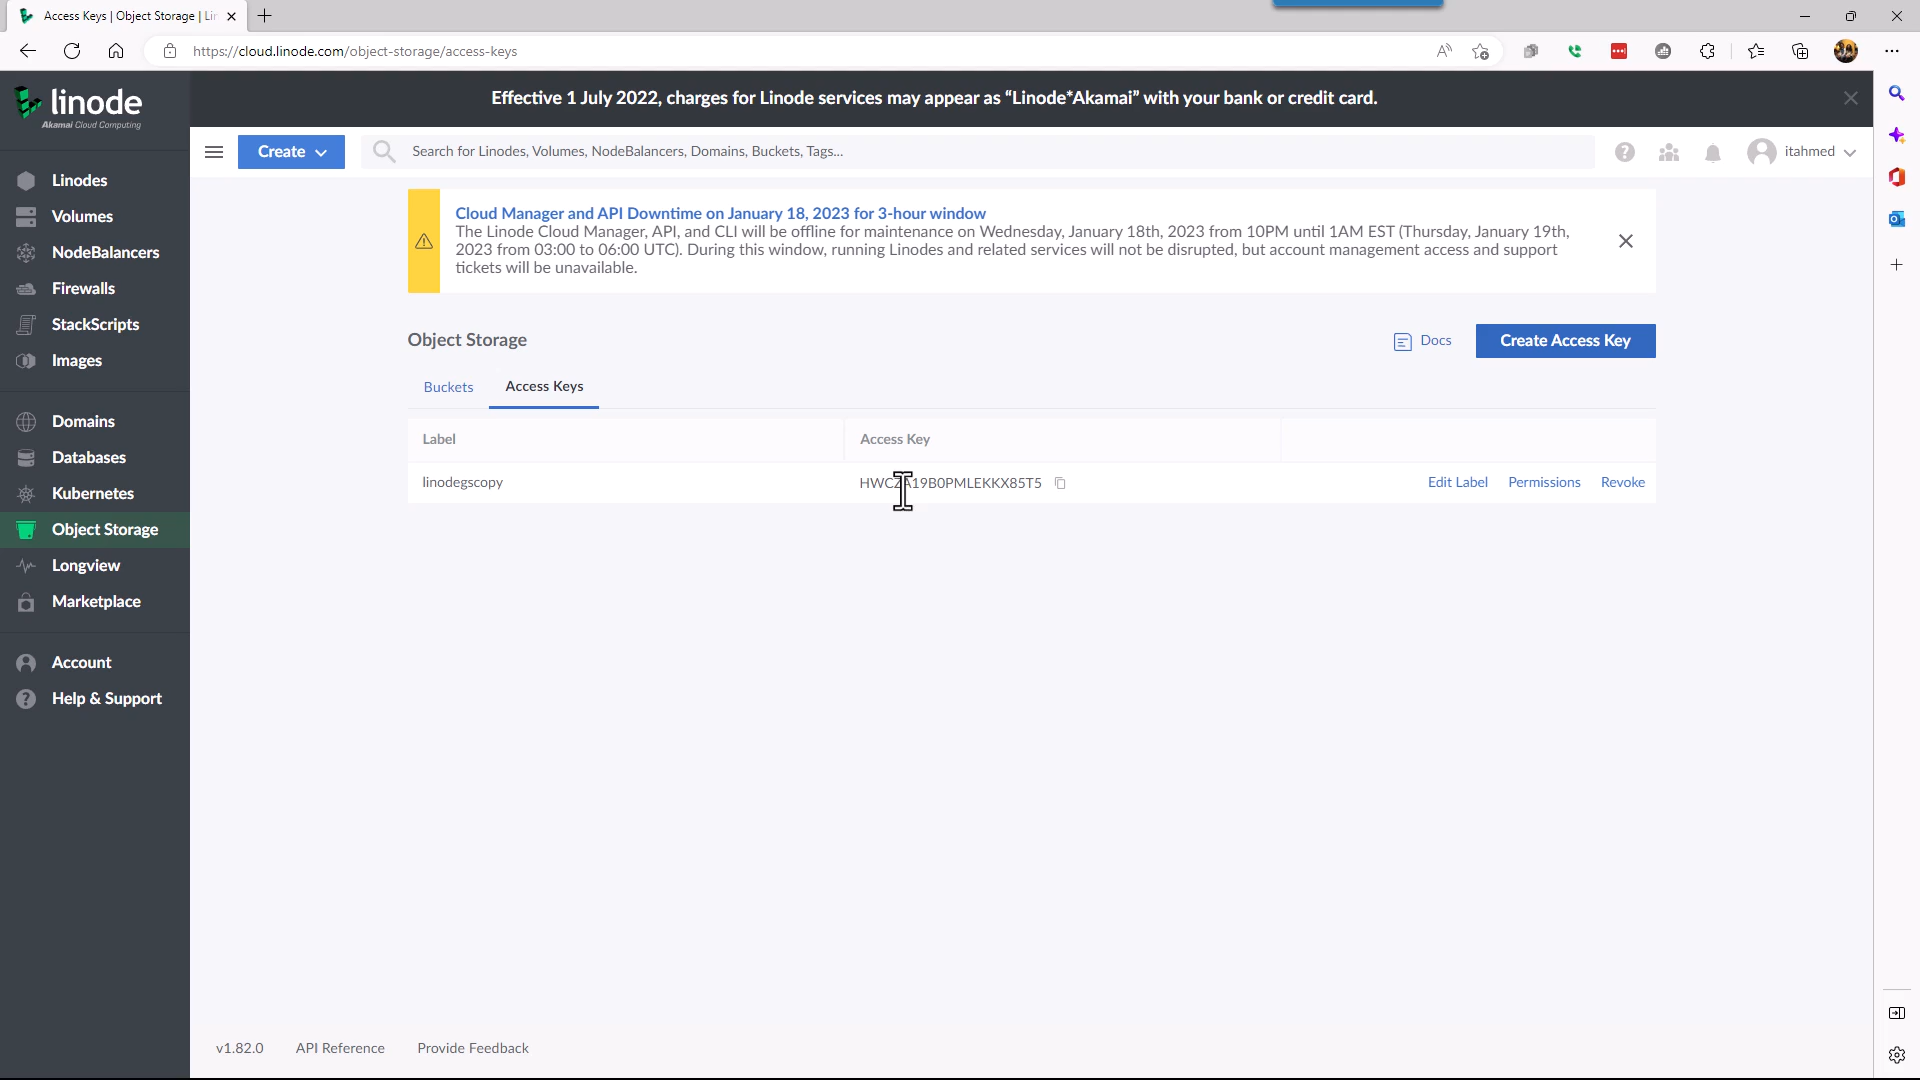 Access Keys | Object Storage | Lin
https://cloud.linode.com/object-storage/access-keys
linode
Akamai Cloud Computing
Effective 1 July 2022, charges for Linode services may appear as “Linode*Akamai” with your bank or credit card.
Create
Search for Linodes, Volumes, NodeBalancers, Domains, Buckets, Tags...
itahmed
Linodes
Volumes
NodeBalancers
Firewalls
StackScripts
Images
Domains
Databases
Kubernetes
Object Storage
Longview
Marketplace
Account
Help & Support
Cloud Manager and API Downtime on January 18, 2023 for 3-hour window
The Linode Cloud Manager, API, and CLI will be offline for maintenance on Wednesday, January 18th, 2023 from 10PM until 1AM EST (Thursday, January 19th,
2023 from 03:00 to 06:00 UTC). During this window, running Linodes and related services will not be disrupted, but account management access and support
tickets will be unavailable.
Object Storage
Docs
Create Access Key
Buckets
Access Keys
Label
Access Key
linodegscopy
HWCZA19B0PMLEKKX85T5
Edit Label
Permissions
Revoke
v1.82.0
API Reference
Provide Feedback